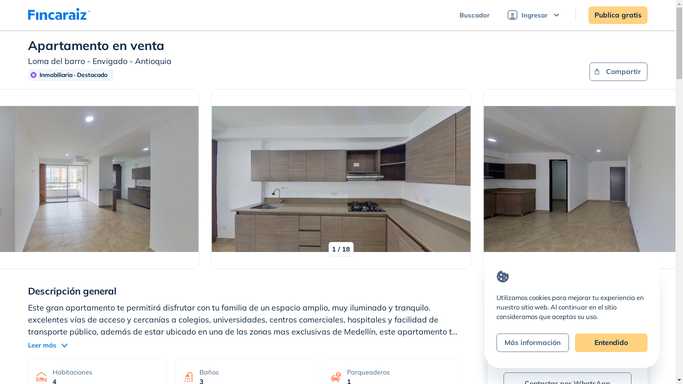 Fincaraiz
Buscador
Ingresar
Publica gratis
Apartamento en venta
Loma del barro - Envigado - Antioquia
Inmobiliaria · Destacado
Compartir
1 / 18
Descripción general
Este gran apartamento te permitirá disfrutar con tu familia de un espacio amplio, muy iluminado y tranquilo.
excelentes vías de acceso y cercanías a colegios, universidades, centros comerciales, hospitales y facilidad de
transporte público, además de estar ubicado en una de las zonas mas exclusivas de Medellín, este apartamento t...
Leer más
Habitaciones
4
Baños
3
Parqueaderos
1
Utilizamos cookies para mejorar tu experiencia en
nuestro sitio web. Al continuar en el sitio
consideramos que aceptas su uso.
Más información
Entendido
Contactar por WhatsApp